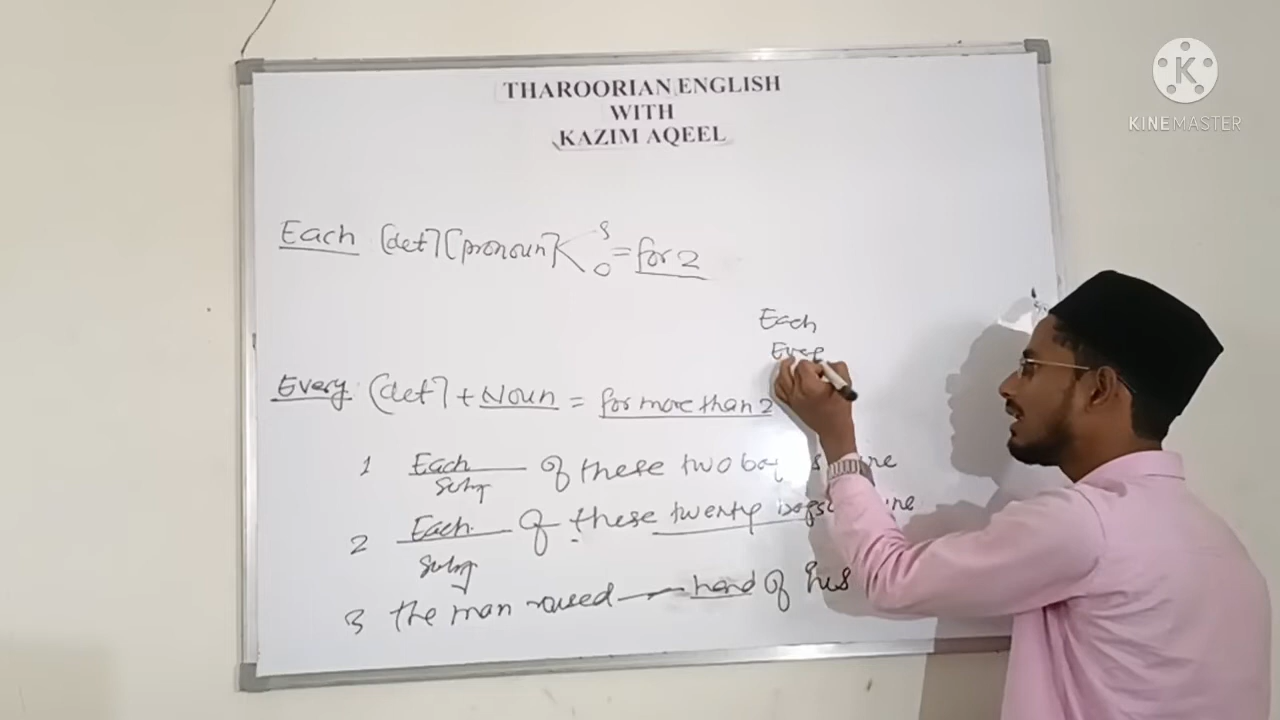 THAROORIAN ENGLISH
WITH
KAZIM AQEEL
KINEMASTER
Each [det] [pronoun] S O = for 2
Each
Every [det] + Noun = for more than 2
1 Each of these two
Subj
2 Each of these twenty
Subj
3 the man raised hand of his